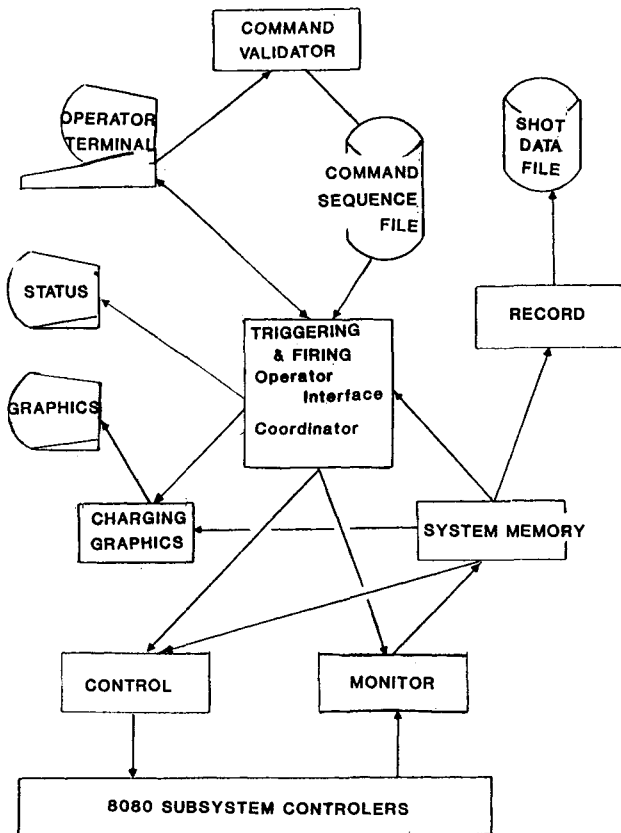 COMMAND
VALIDATOR
OPERATOR
TERMINAL
COMMAND
SEQUENCE
FILE
SHOT
DATA
FILE
STATUS
TRIGGERING
& FIRING
Operator
Interface
Coordinator
RECORD
GRAPHICS
CHARGING
GRAPHICS
SYSTEM MEMORY
CONTROL
MONITOR
8080 SUBSYSTEM CONTROLERS